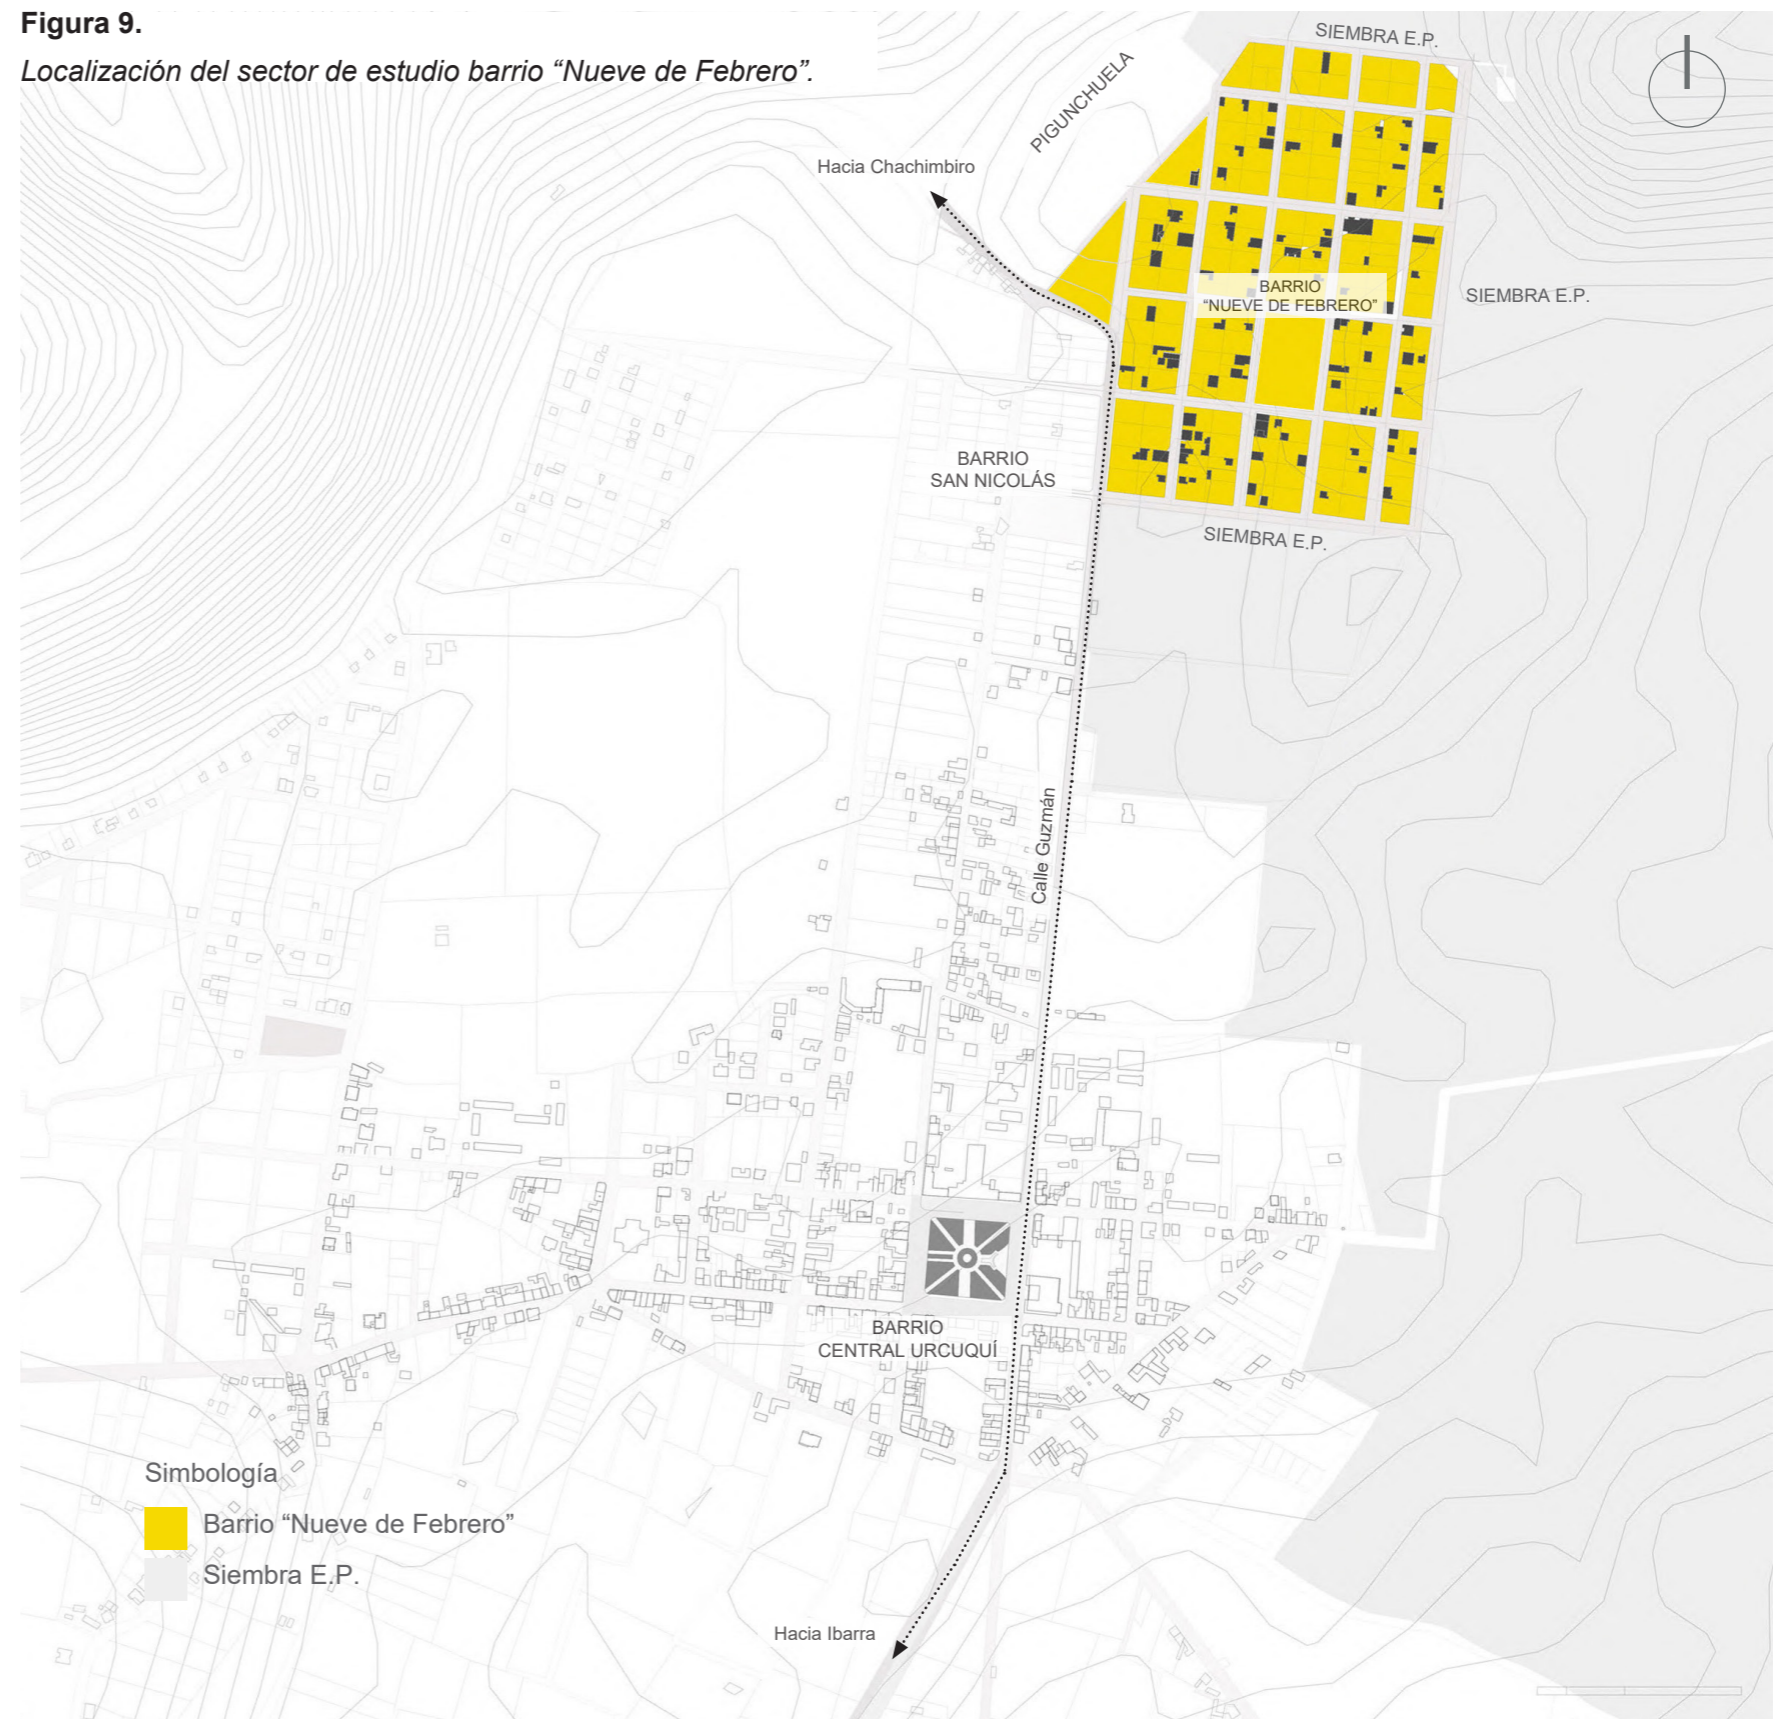 Figura 9.
Localización del sector de estudio barrio “Nueve de Febrero”.
SIEMBRA E.P.
PIGUNCHUELA
Hacia Chachimbiro
BARRIO
“NUEVE DE FEBRERO”
SIEMBRA E.P.
BARRIO
SAN NICOLÁS
SIEMBRA E.P.
Calle Guzmán
BARRIO
CENTRAL URCUQUÍ
Simbología
Barrio “Nueve de Febrero”
Siembra E.P.
Hacia Ibarra